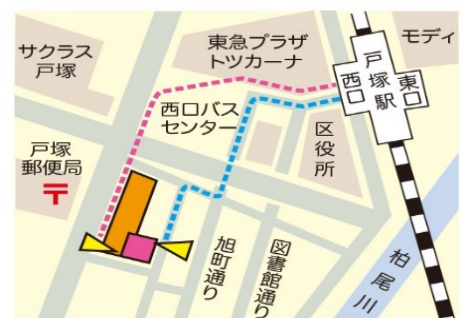 サクラス
戸塚
東急プラザ
トツカーナ
モディ
戸塚駅
西口
東口
西口バス
センター
区役所
戸塚
郵便局
〒
旭町通り
図書館通り
柏尾川